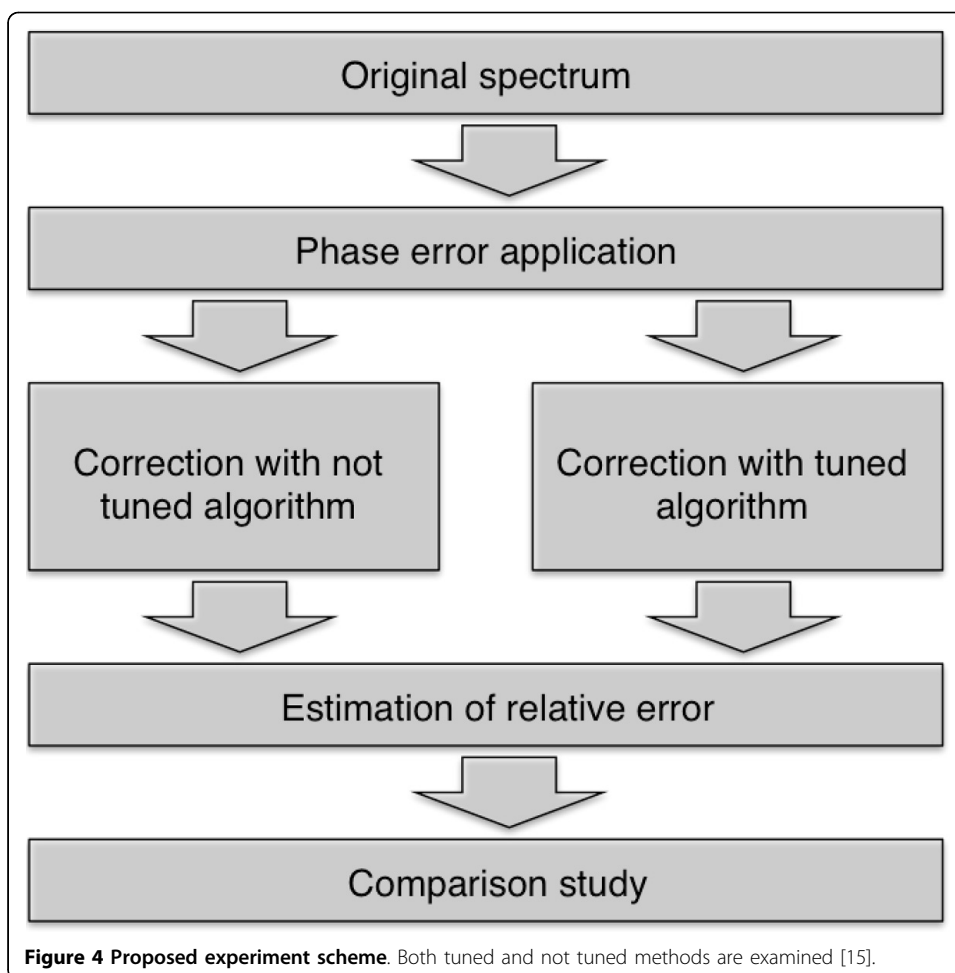 Original spectrum
Phase error application
Correction with not
tuned algorithm
Correction with tuned
algorithm
Estimation of relative error
Comparison study
Figure 4 Proposed experiment scheme. Both tuned and not tuned methods are examined [15].